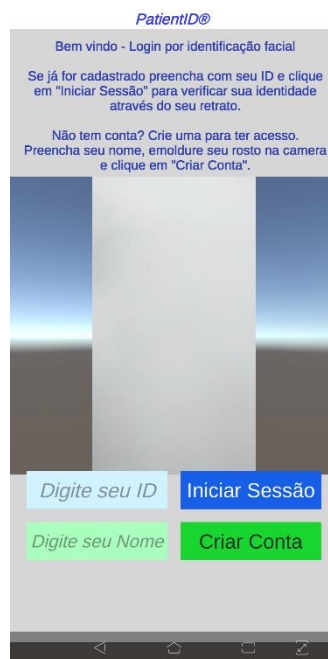 PatientID®
Bem vindo - Login por identificação facial
Se já for cadastrado preencha com seu ID e clique
em "Iniciar Sessão" para verificar sua identidade
através do seu retrato.
Não tem conta? Crie uma para ter acesso.
Preencha seu nome, emoldure seu rosto na camera
e clique em "Criar Conta".
Digite seu ID
Iniciar Sessão
Digite seu Nome
Criar Conta